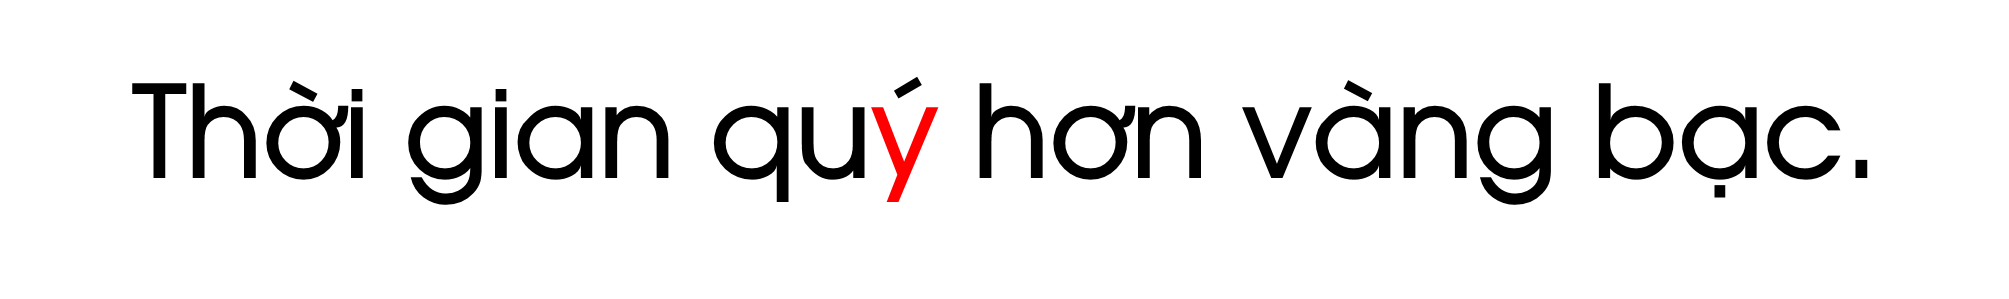 Thời gian quý hơn vàng bạc.